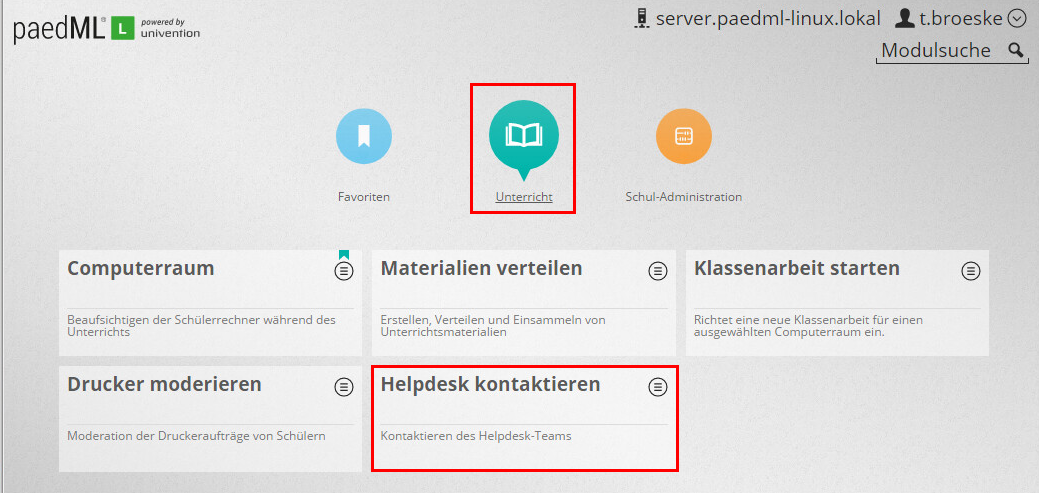 paedML® L powered by
univention
server.paedml-linux.lokal t.broeske
Modulsuche
Favoriten
Unterricht
Schul-Administration
Computerraum
Beaufsichtigen der Schülerrechner während des
Unterrichts
Materialien verteilen
Erstellen, Verteilen und Einsammeln von
Unterrichtsmaterialien
Klassenarbeit starten
Richtet eine neue Klassenarbeit für einen
ausgewählten Computerraum ein.
Drucker moderieren
Moderation der Druckeraufträge von Schülern
Helpdesk kontaktieren
Kontaktieren des Helpdesk-Teams